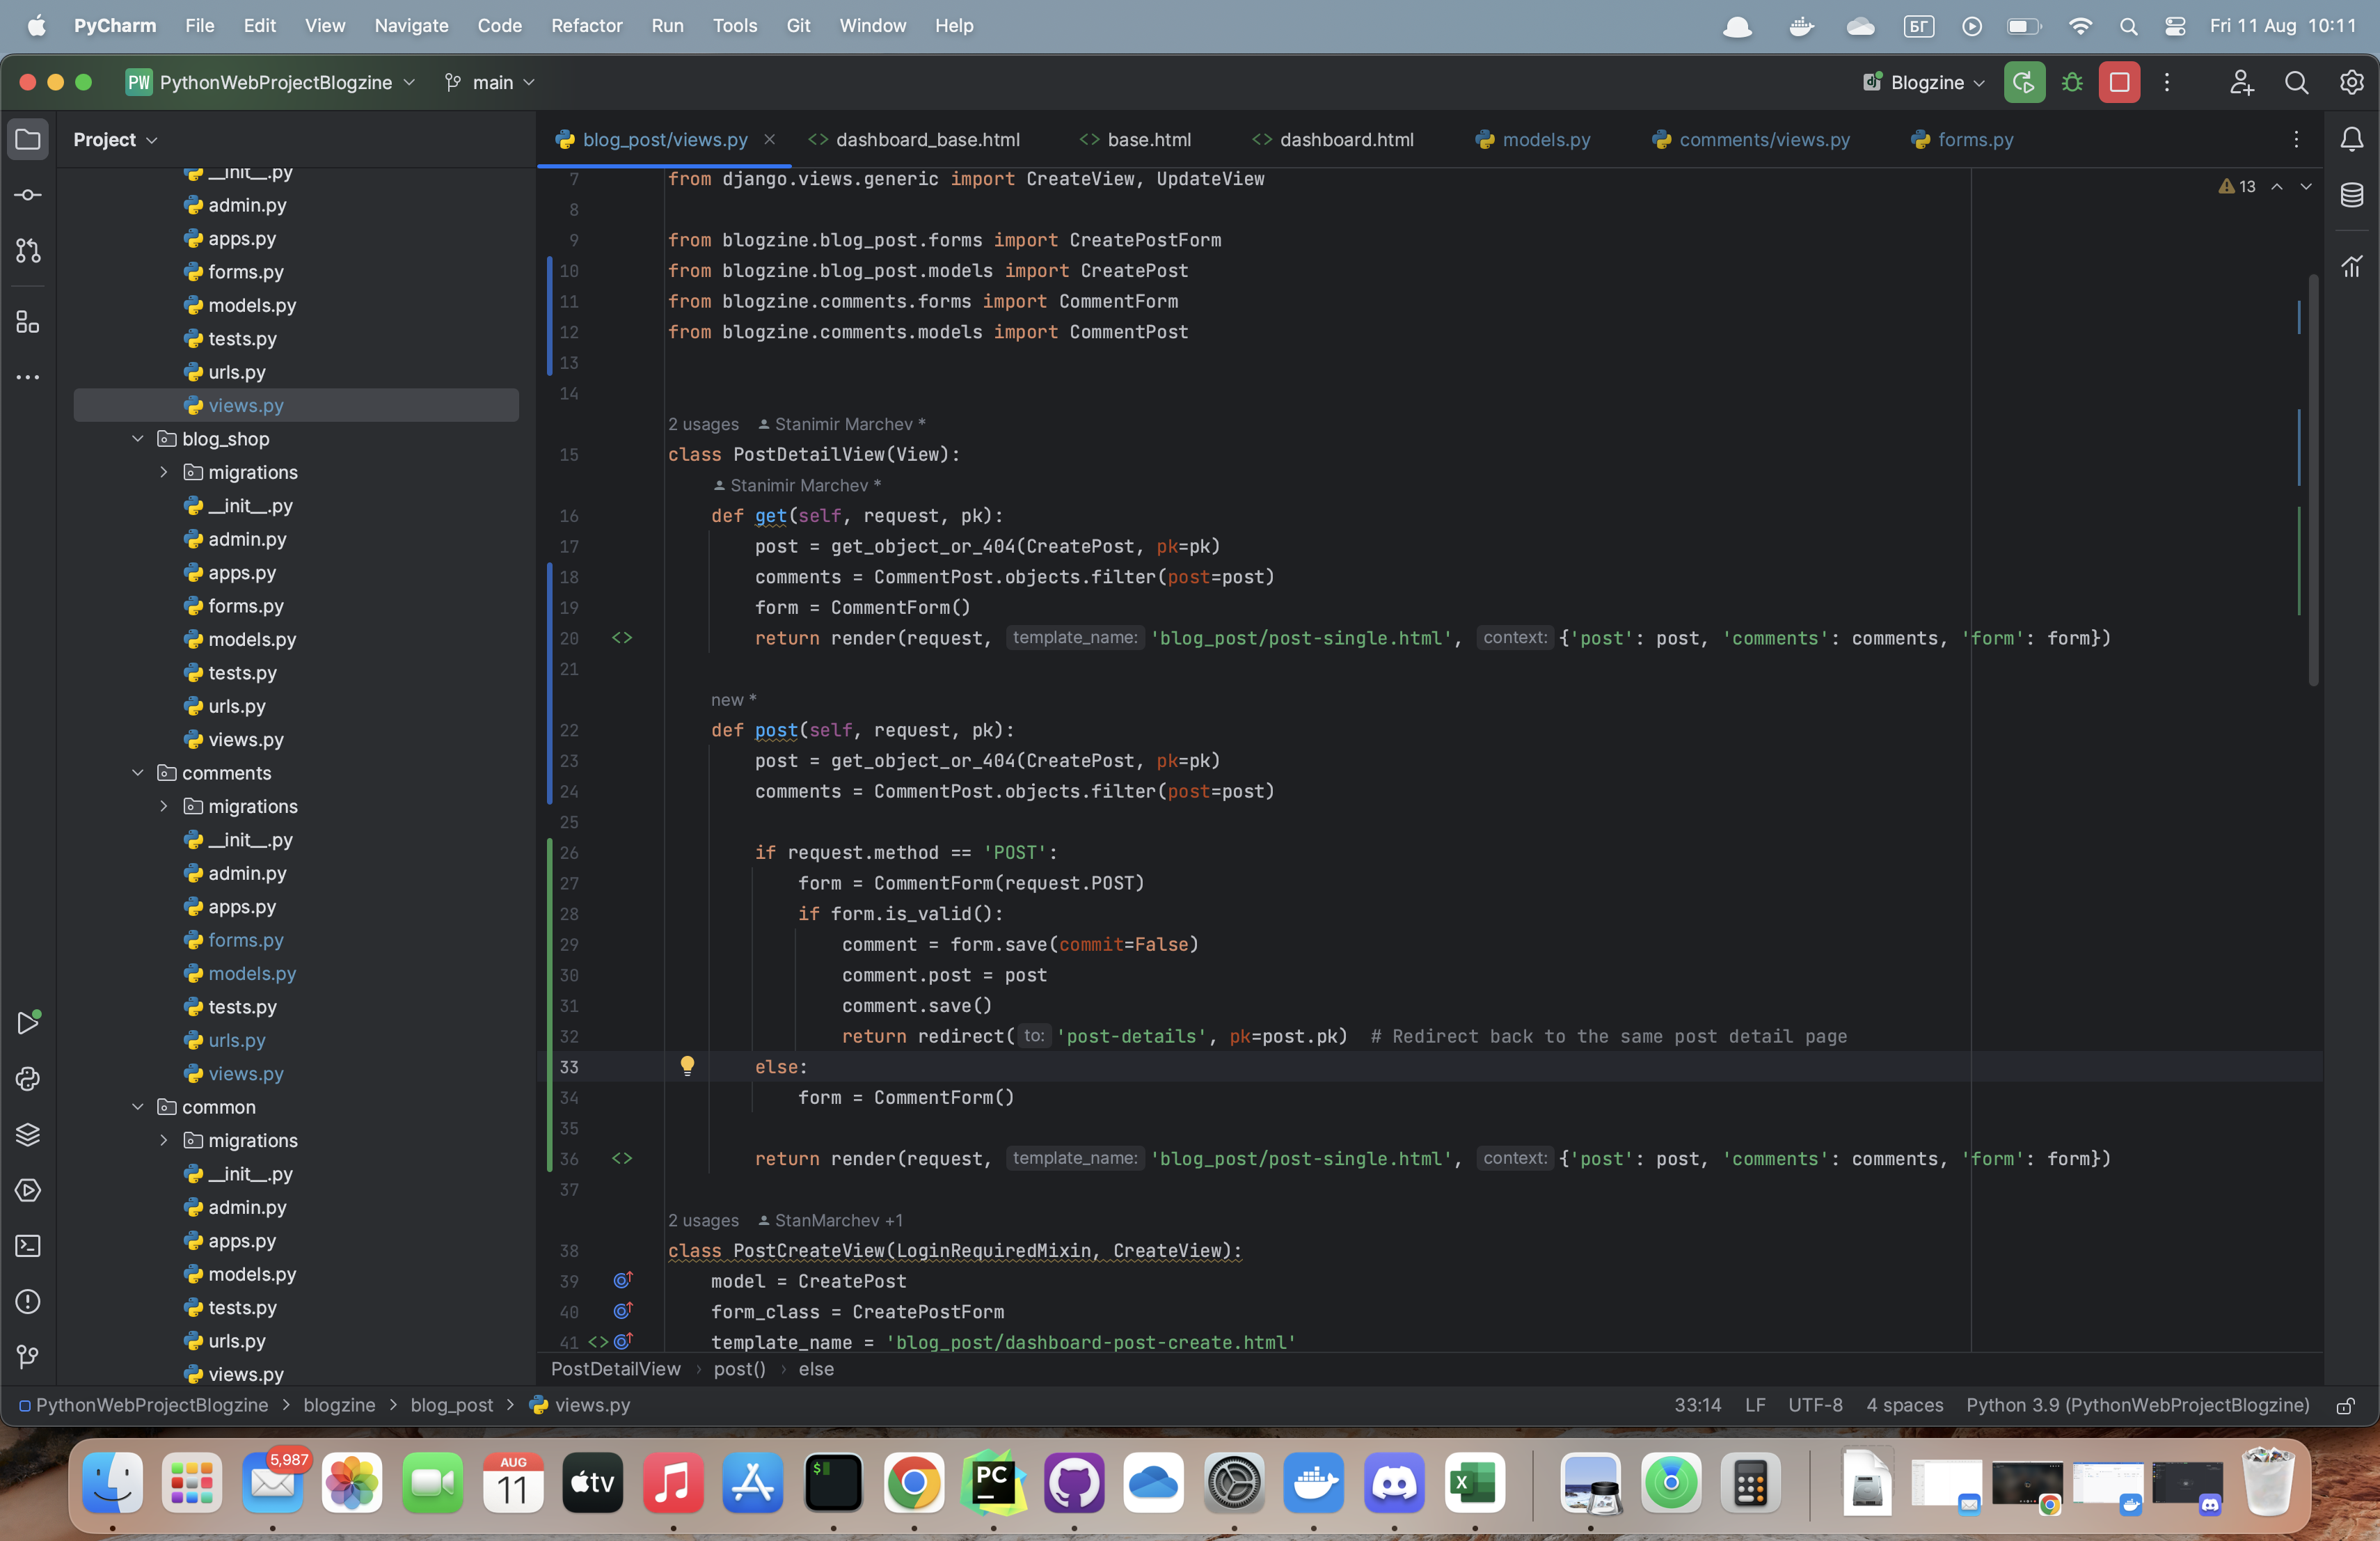 PyCharm File Edit View Navigate Code Refactor Run Tools Git Window Help БГ Fri 11 Aug 10:11
PW PythonWebProjectBlogzine main Blogzine
Project
blog_post/views.py dashboard_base.html base.html dashboard.html models.py comments/views.py forms.py
__init__.py
admin.py
apps.py
forms.py
models.py
tests.py
urls.py
views.py
blog_shop
migrations
__init__.py
admin.py
apps.py
forms.py
models.py
tests.py
urls.py
views.py
comments
migrations
__init__.py
admin.py
apps.py
forms.py
models.py
tests.py
urls.py
views.py
common
migrations
__init__.py
admin.py
apps.py
models.py
tests.py
urls.py
views.py
13
7 from django.views.generic import CreateView, UpdateView
8
9 from blogzine.blog_post.forms import CreatePostForm
10 from blogzine.blog_post.models import CreatePost
11 from blogzine.comments.forms import CommentForm
12 from blogzine.comments.models import CommentPost
13
14
2 usages Stanimir Marchev *
15 class PostDetailView(View):
Stanimir Marchev *
16 def get(self, request, pk):
17 post = get_object_or_404(CreatePost, pk=pk)
18 comments = CommentPost.objects.filter(post=post)
19 form = CommentForm()
20 return render(request, template_name: 'blog_post/post-single.html', context: {'post': post, 'comments': comments, 'form': form})
21
new *
22 def post(self, request, pk):
23 post = get_object_or_404(CreatePost, pk=pk)
24 comments = CommentPost.objects.filter(post=post)
25
26 if request.method == 'POST':
27 form = CommentForm(request.POST)
28 if form.is_valid():
29 comment = form.save(commit=False)
30 comment.post = post
31 comment.save()
32 return redirect( to: 'post-details', pk=post.pk) # Redirect back to the same post detail page
33 else:
34 form = CommentForm()
35
36 return render(request, template_name: 'blog_post/post-single.html', context: {'post': post, 'comments': comments, 'form': form})
37
2 usages StanMarchev +1
38 class PostCreateView(LoginRequiredMixin, CreateView):
39 model = CreatePost
40 form_class = CreatePostForm
41 template_name = 'blog_post/dashboard-post-create.html'
PostDetailView › post() › else
PythonWebProjectBlogzine > blogzine > blog_post > views.py 33:14 LF UTF-8 4 spaces Python 3.9 (PythonWebProjectBlogzine)
5,987
AUG
11
tv
$
PC
X